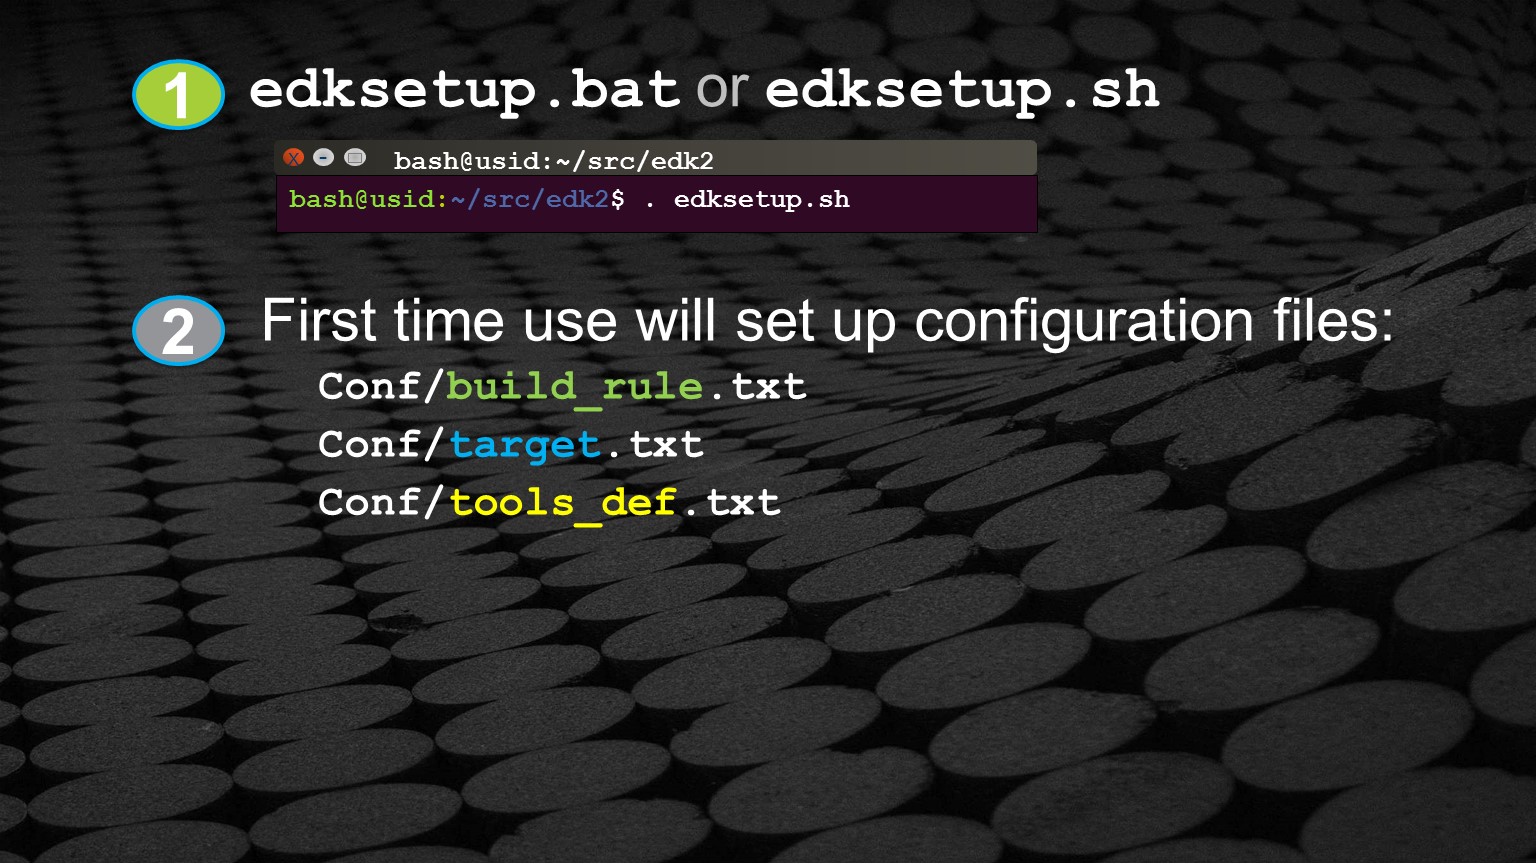 1 edksetup.bat or edksetup.sh
X - bash@usid:~/src/edk2
bash@usid:~/src/edk2$ . edksetup.sh
2 First time use will set up configuration files:
Conf/build_rule.txt
Conf/target.txt
Conf/tools_def.txt